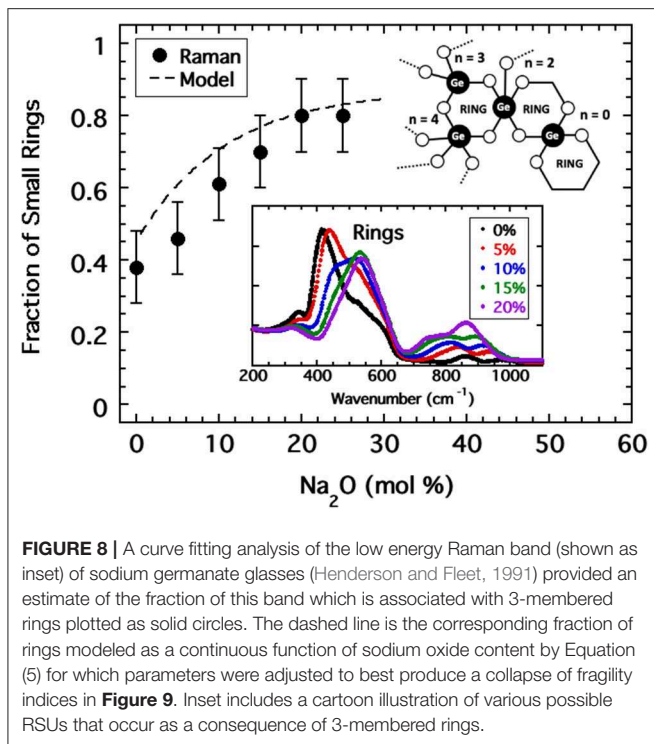 Raman
Model
n = 3
n = 2
Ge
Ge
n = 0
RING
RING
n = 4
Ge
Ge
RING
Rings
0%
5%
10%
15%
20%
200 400 600 800 1000
Wavenumber (cm⁻¹)
Fraction of Small Rings
1
0.8
0.6
0.4
0.2
0
0 10 20 30 40 50 60
Na₂O (mol %)
FIGURE 8 | A curve fitting analysis of the low energy Raman band (shown as
inset) of sodium germanate glasses (Henderson and Fleet, 1991) provided an
estimate of the fraction of this band which is associated with 3-membered
rings plotted as solid circles. The dashed line is the corresponding fraction of
rings modeled as a continuous function of sodium oxide content by Equation
(5) for which parameters were adjusted to best produce a collapse of fragility
indices in Figure 9. Inset includes a cartoon illustration of various possible
RSUs that occur as a consequence of 3-membered rings.